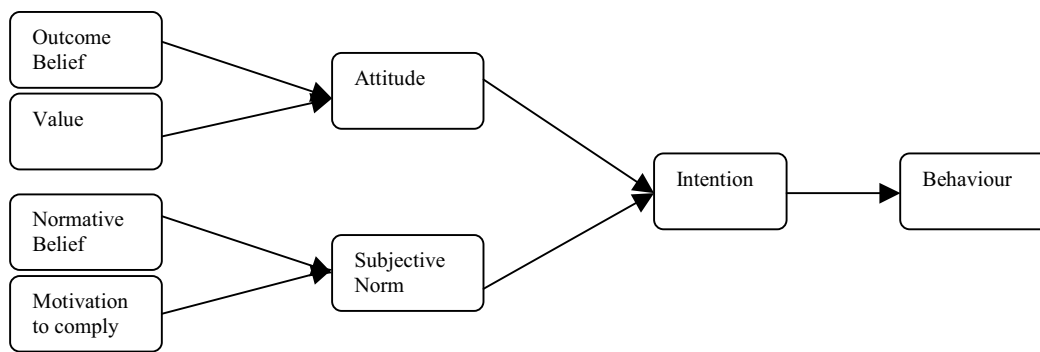 Outcome
Belief
Value
Normative
Belief
Motivation
to comply
Attitude
Subjective
Norm
Intention
Behaviour